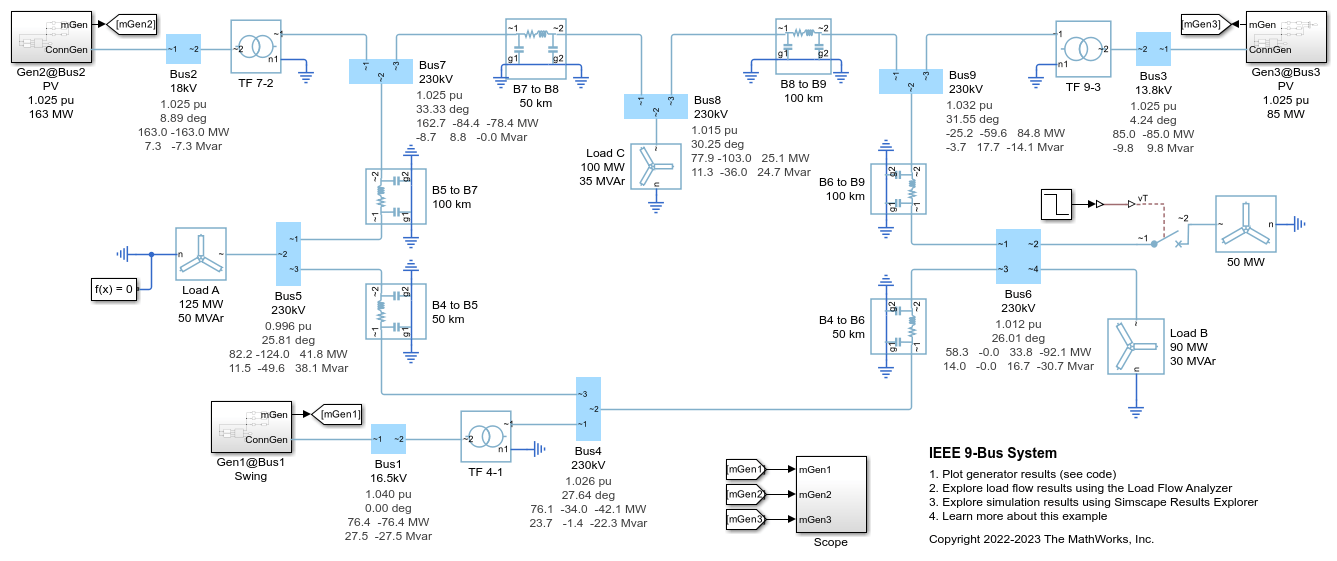 mGen
ConnGen
[mGen2]
Gen2@Bus2
PV
1.025 pu
163 MW
~1 ~2
Bus2
18kV
1.025 pu
8.89 deg
163.0 -163.0 MW
7.3 -7.3 Mvar
~2 ~1
n1
TF 7-2
~1 ~2 ~3
Bus7
230kV
1.025 pu
33.33 deg
162.7 -84.4 -78.4 MW
-8.7 8.8 -0.0 Mvar
~1 ~2
g1 g2
B7 to B8
50 km
~1 ~2 ~3
Bus8
230kV
1.015 pu
30.25 deg
77.9 -103.0 25.1 MW
11.3 -36.0 24.7 Mvar
~
n
Load C
100 MW
35 MVAr
~1 ~2
g1 g2
B8 to B9
100 km
~1 ~2 ~3
Bus9
230kV
1.032 pu
31.55 deg
-25.2 -59.6 84.8 MW
-3.7 17.7 -14.1 Mvar
~1 ~2
n1
TF 9-3
~2 ~1
Bus3
13.8kV
1.025 pu
4.24 deg
85.0 -85.0 MW
-9.8 9.8 Mvar
[mGen3]
mGen
ConnGen
Gen3@Bus3
PV
1.025 pu
85 MW
~2 g2
~1 g1
B5 to B7
100 km
g2 ~2
g1 ~1
B6 to B9
100 km
f(x) = 0
n ~
Load A
125 MW
50 MVAr
~1
~2
~3
Bus5
230kV
0.996 pu
25.81 deg
82.2 -124.0 41.8 MW
11.5 -49.6 38.1 Mvar
~2 g2
~1 g1
B4 to B5
50 km
g2 ~2
g1 ~1
B4 to B6
50 km
~1 ~2
~3 ~4
Bus6
230kV
1.012 pu
26.01 deg
58.3 -0.0 33.8 -92.1 MW
14.0 -0.0 16.7 -30.7 Mvar
vT
~1 ~2
~ n
50 MW
~
n
Load B
90 MW
30 MVAr
mGen
ConnGen
[mGen1]
Gen1@Bus1
Swing
~1 ~2
Bus1
16.5kV
1.040 pu
0.00 deg
76.4 -76.4 MW
27.5 -27.5 Mvar
~2 ~1
n1
TF 4-1
~3
~2
~1
Bus4
230kV
1.026 pu
27.64 deg
76.1 -34.0 -42.1 MW
23.7 -1.4 -22.3 Mvar
[mGen1] mGen1
[mGen2] mGen2
[mGen3] mGen3
Scope
IEEE 9-Bus System
1. Plot generator results (see code)
2. Explore load flow results using the Load Flow Analyzer
3. Explore simulation results using Simscape Results Explorer
4. Learn more about this example
Copyright 2022-2023 The MathWorks, Inc.